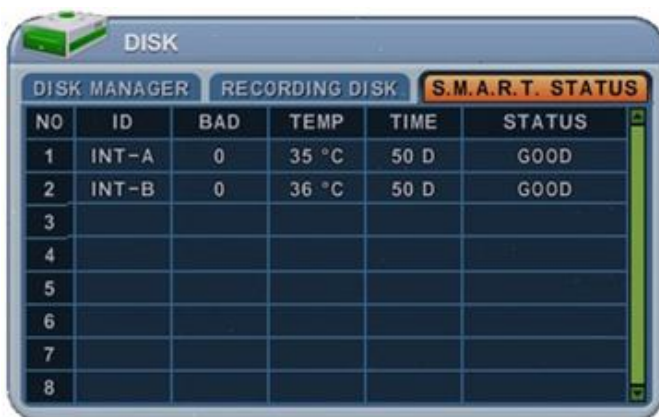 DISK
DISK MANAGER RECORDING DISK S.M.A.R.T. STATUS
NO ID BAD TEMP TIME STATUS
1 INT-A 0 35 °C 50 D GOOD
2 INT-B 0 36 °C 50 D GOOD
3
4
5
6
7
8